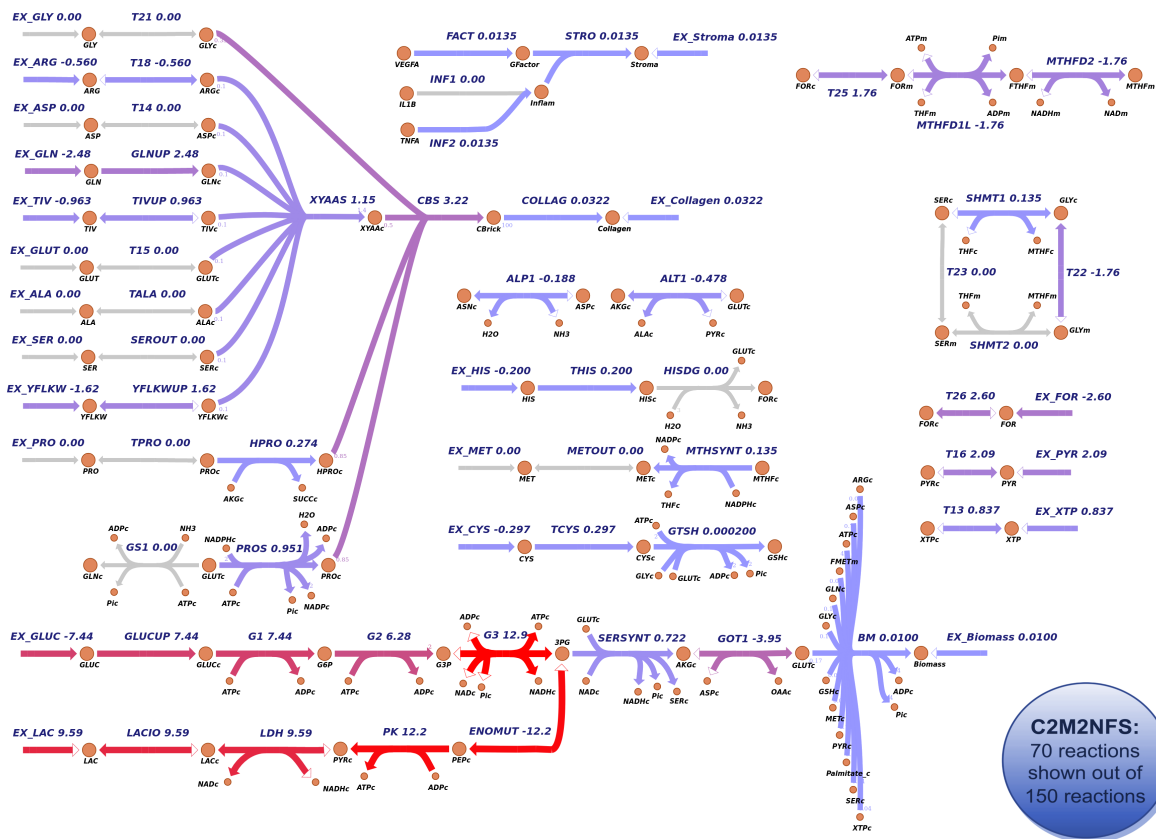 EX_GLY 0.00
T21 0.00
GLY
GLYc
EX_ARG -0.560
T18 -0.560
ARG
ARGc
EX_ASP 0.00
T14 0.00
ASP
ASPc
EX_GLN -2.48
GLNUP 2.48
GLN
GLNc
EX_TIV -0.963
TIVUP 0.963
TIV
TIVc
EX_GLUT 0.00
T15 0.00
GLUT
GLUTc
EX_ALA 0.00
TALA 0.00
ALA
ALAc
EX_SER 0.00
SEROUT 0.00
SER
SERc
EX_YFLKW -1.62
YFLKWUP 1.62
YFLKW
YFLKWc
XYAAS 1.15
XYAAc
CBS 3.22
CBrick
COLLAG 0.0322
Collagen
EX_Collagen 0.0322
EX_PRO 0.00
TPRO 0.00
HPRO 0.274
PRO
PROc
HPROc
AKGc
SUCCc
ADPc
NH3
GS1 0.00
GLNc
Pic
ATPc
NADPHc
H2O
ADPc
PROS 0.951
GLUTc
PROc
ATPc
Pic
NADPc
FACT 0.0135
STRO 0.0135
EX_Stroma 0.0135
VEGFA
GFactor
Stroma
INF1 0.00
IL1B
Inflam
TNFA
INF2 0.0135
ATPm
Pim
MTHFD2 -1.76
FORc
FORm
FTHFm
MTHFm
T25 1.76
THFm
ADPm
NADHm
NADm
MTHFD1L -1.76
SERc
SHMT1 0.135
GLYc
THFc
MTHFc
T23 0.00
T22 -1.76
THFm
MTHFm
SERm
GLYm
SHMT2 0.00
ALP1 -0.188
ASNc
ASPc
H2O
NH3
ALT1 -0.478
AKGc
GLUTc
ALAc
PYRc
EX_HIS -0.200
THIS 0.200
HISDG 0.00
GLUTc
HIS
HISc
FORc
H2O
NH3
EX_MET 0.00
METOUT 0.00
NADPc
MTHSYNT 0.135
MET
METc
MTHFc
THFc
NADPHc
EX_CYS -0.297
TCYS 0.297
ATPc
GTSH 0.000200
CYS
CYSc
GSHc
GLYc
GLUTc
ADPc
Pic
T26 2.60
EX_FOR -2.60
FORc
FOR
T16 2.09
EX_PYR 2.09
PYRc
PYR
T13 0.837
EX_XTP 0.837
XTPc
XTP
EX_GLUC -7.44
GLUCUP 7.44
G1 7.44
G2 6.28
G3 12.9
GLUC
GLUCc
G6P
G3P
3PG
ATPc
ADPc
ATPc
ADPc
ADPc
ATPc
NADc
Pic
NADHc
GLUTc
SERSYNT 0.722
NADc
NADHc
Pic
SERc
AKGc
GOT1 -3.95
ASPc
OAAc
GLUTc
ARGc
ASPc
ATPc
FMETm
GLNc
GLYc
BM 0.0100
EX_Biomass 0.0100
Biomass
GSHc
ADPc
METc
Pic
PYRc
Palmitate_c
SERc
XTPc
EX_LAC 9.59
LACIO 9.59
LDH 9.59
PK 12.2
ENOMUT -12.2
LAC
LACc
PYRc
PEPc
NADc
NADHc
ATPc
ADPc
C2M2NFS:
70 reactions
shown out of
150 reactions